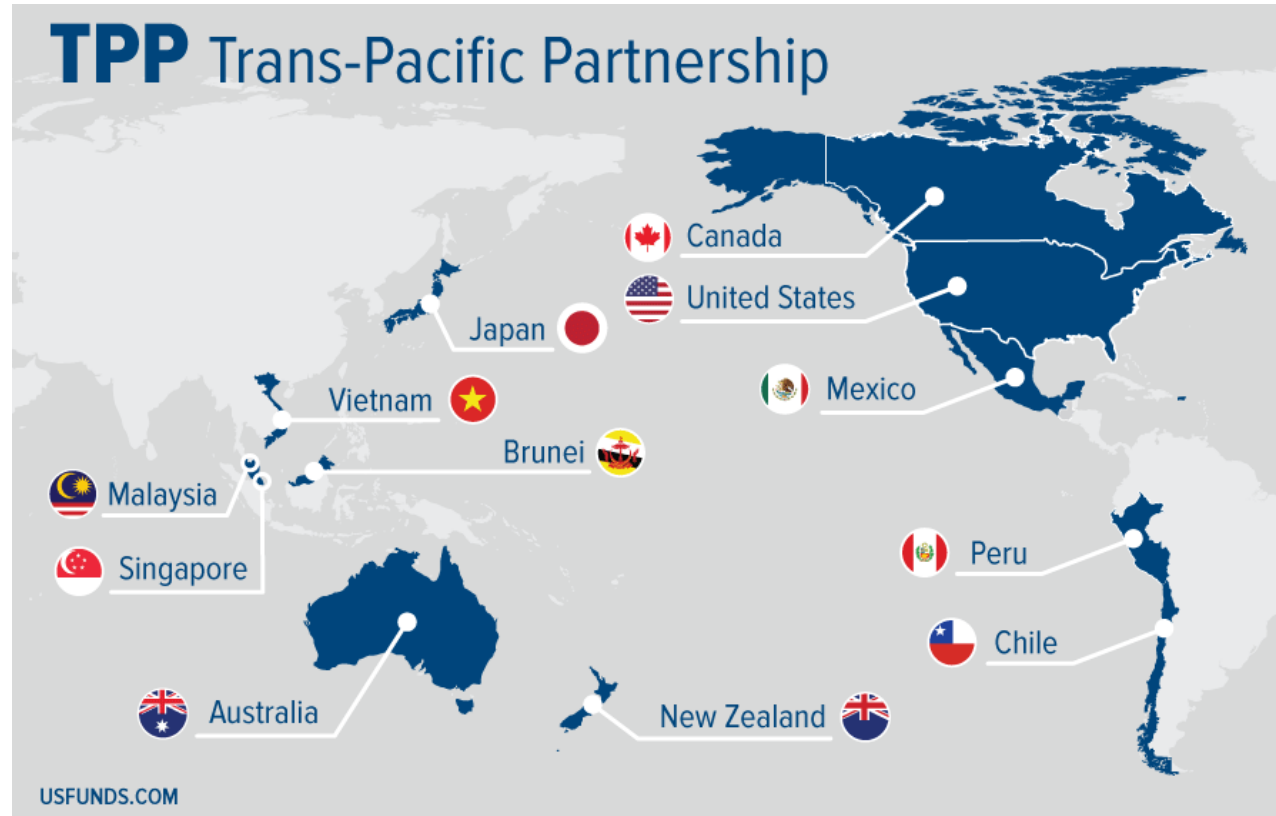 TPP Trans-Pacific Partnership
Canada
United States
Japan
Mexico
Vietnam
Brunei
Malaysia
Singapore
Peru
Chile
Australia
New Zealand
USFUNDS.COM